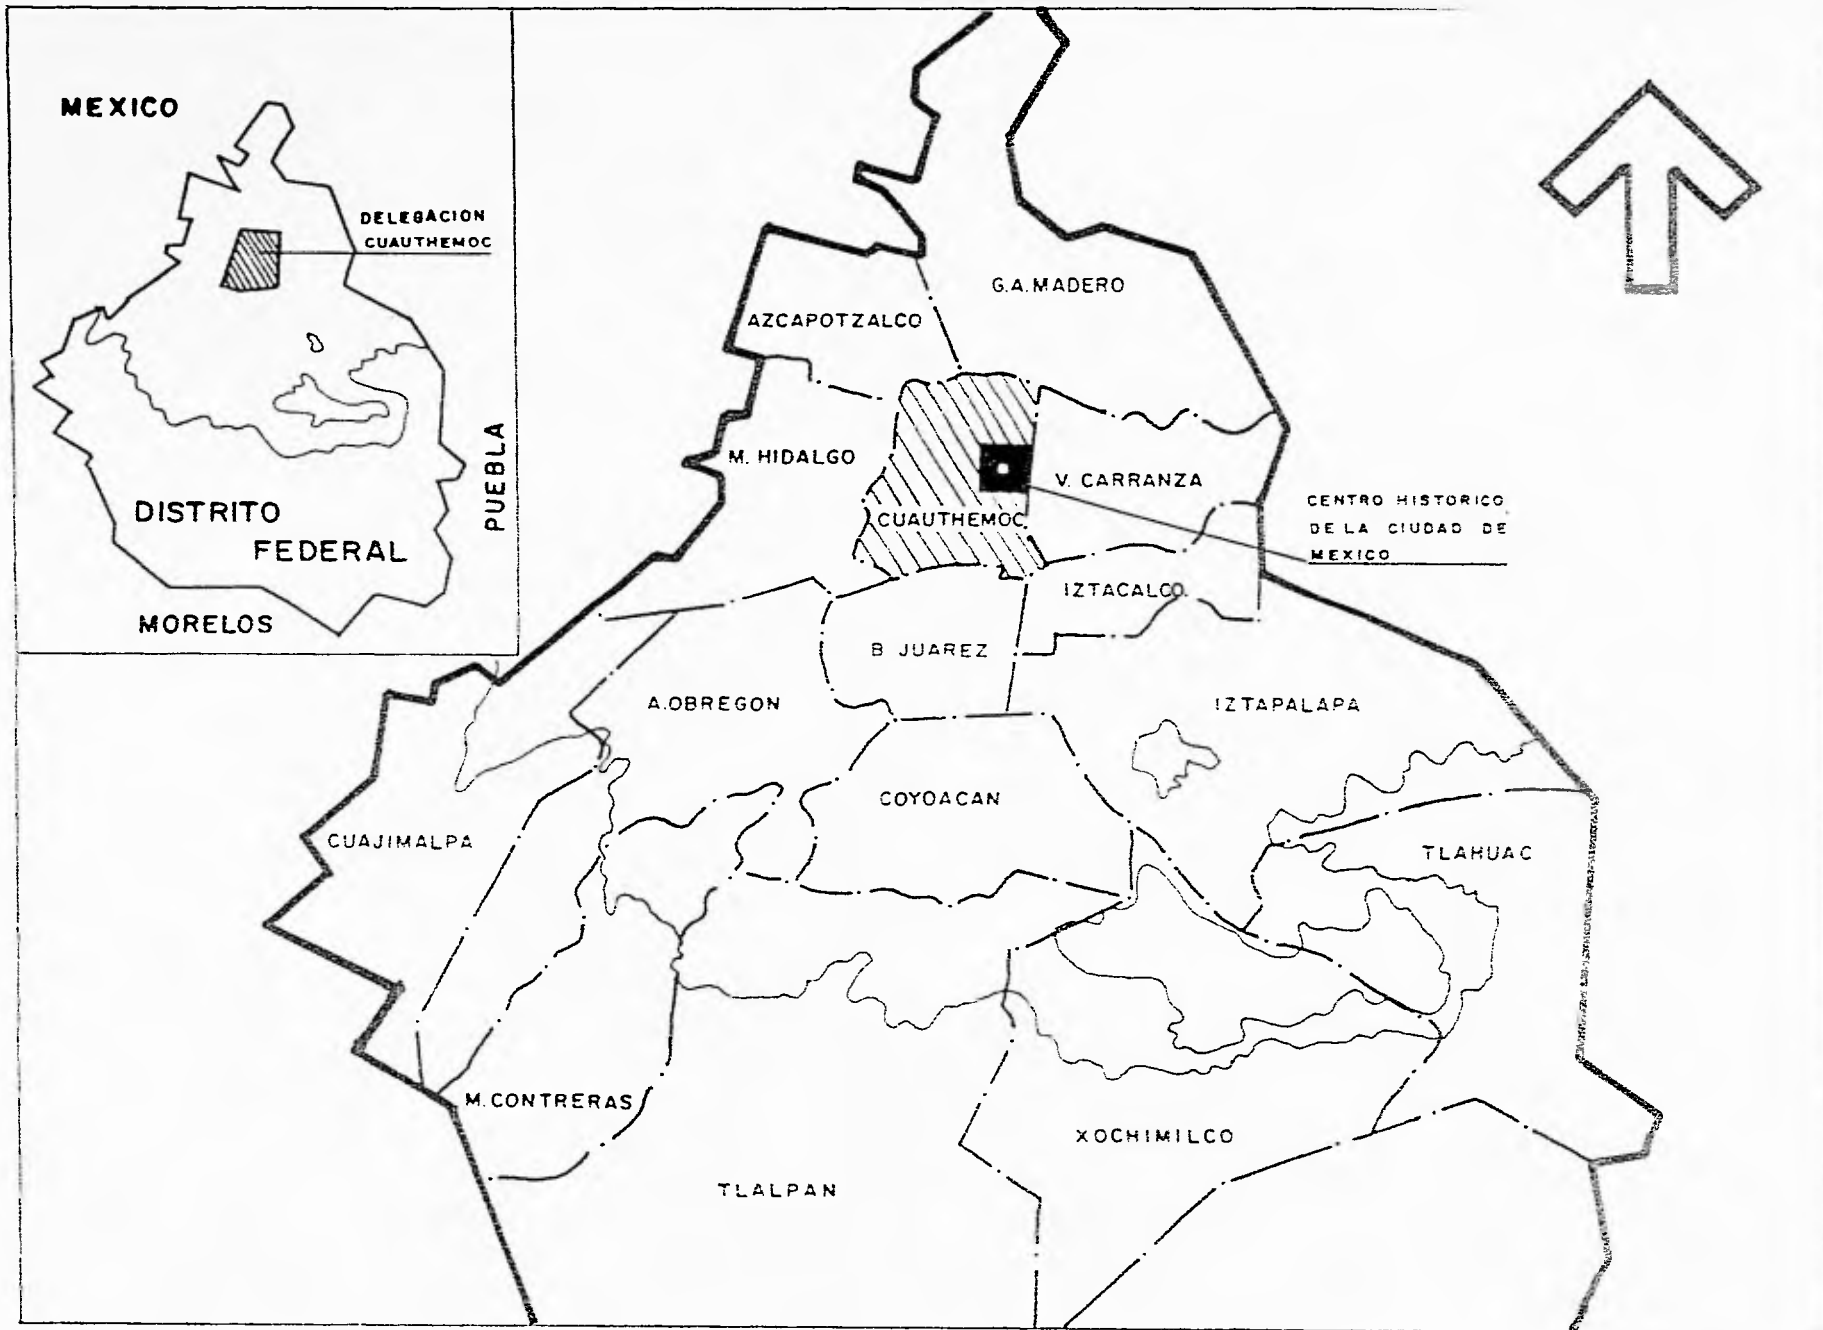 MEXICO
DELEGACION
CUAUTHEMOC
PUEBLA
DISTRITO
FEDERAL
MORELOS
G.A.MADERO
AZCAPOTZALCO
M. HIDALGO
V. CARRANZA
CENTRO HISTORICO
DE LA CIUDAD DE
MEXICO
CUAUTHEMOC
IZTACALCO
B JUAREZ
A.OBREGON
IZTAPALAPA
COYOACAN
CUAJIMALPA
TLAHUAC
M.CONTRERAS
XOCHIMILCO
TLALPAN